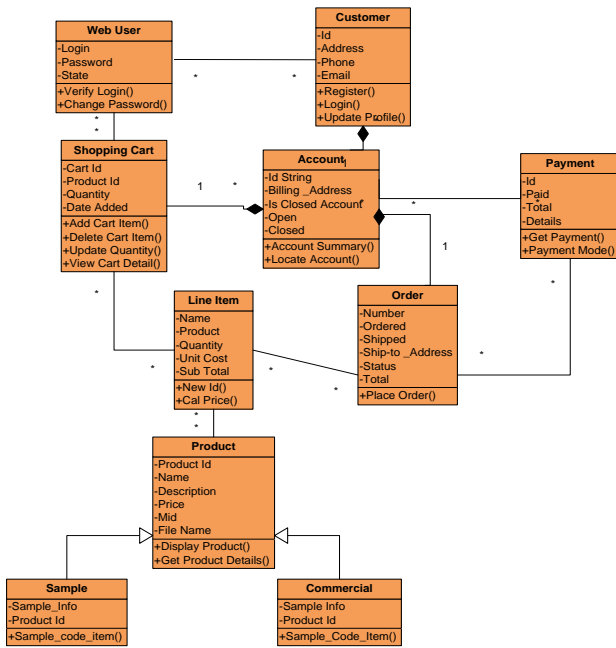 Customer
-Id
-Address
-Phone
-Email
+Register()
+Login()
+Update Profile()
*
Web User
-Login
-Password
-State
+Verify Login()
+Change Password()
*
*
*
*
Shopping Cart
-Cart Id
-Product Id
-Quantity
-Date Added
+Add Cart Item()
+Delete Cart Item()
+Update Quantity()
+View Cart Detail()
1
*
Account
1
-Id String
-Billing _Address
-Is Closed Account
*
-Open
-Closed
+Account Summary()
+Locate Account()
*
Payment
-Id
-Paid
-Total
*
-Details
+Get Payment()
+Payment Mode()
1
*
*
Order
-Number
-Ordered
-Shipped
-Ship-to _Address
-Status
-Total
+Place Order()
*
Line Item
-Name
-Product
-Quantity
-Unit Cost
-Sub Total
+New Id()
+Cal Price()
*
*
*
*
*
Product
-Product Id
-Name
-Description
-Price
-Mid
-File Name
+Display Product()
+Get Product Details()
Sample
-Sample_Info
-Product Id
+Sample_code_item()
Commercial
-Sample Info
-Product Id
+Sample_Code_Item()